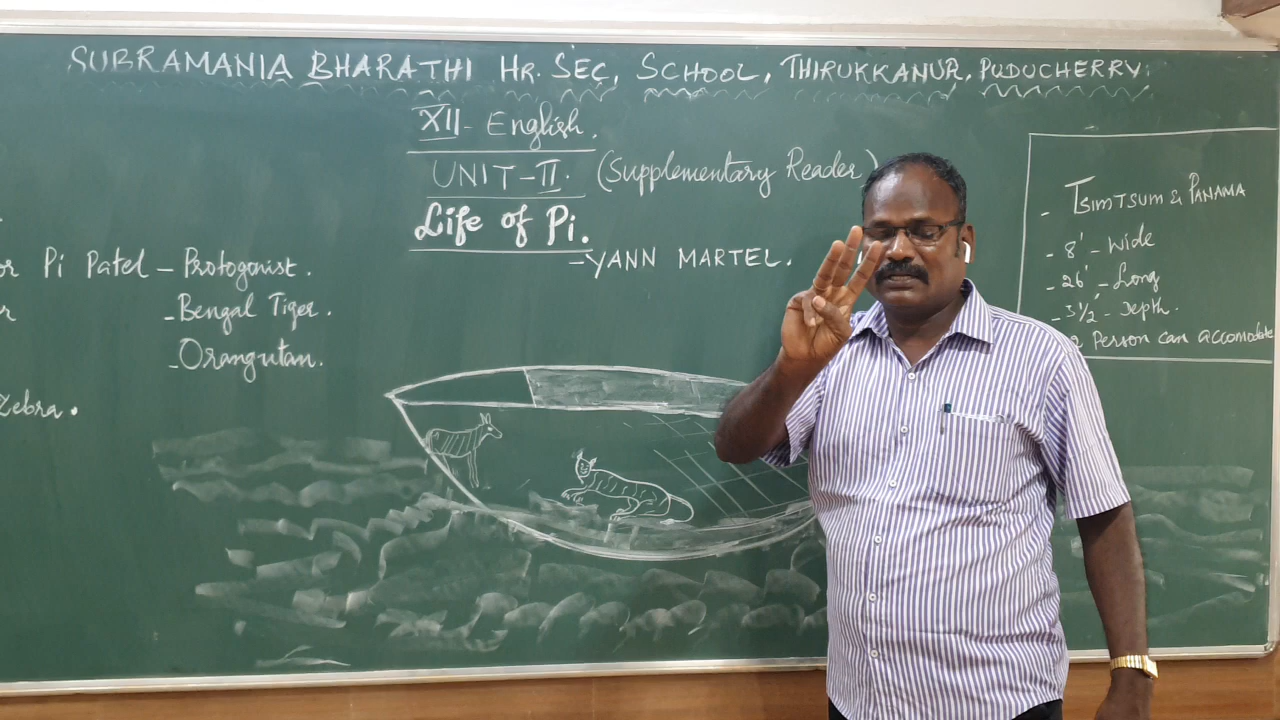 SUBRAMANIA BHARATHI HR. SEC, SCHOOL, THIRUKKANUR, PUDUCHERRY.
XII - English.
UNIT - II. (Supplementary Reader)
Life of Pi.
- YANN MARTEL.
or Pi Patel - Protogonist.
r - Bengal Tiger.
- Orangutan.
Zebra.
- TSIMTSUM & PANAMA
- 8' - Wide
- 26' - Long
- 3½' - Depth.
Person can accomodate